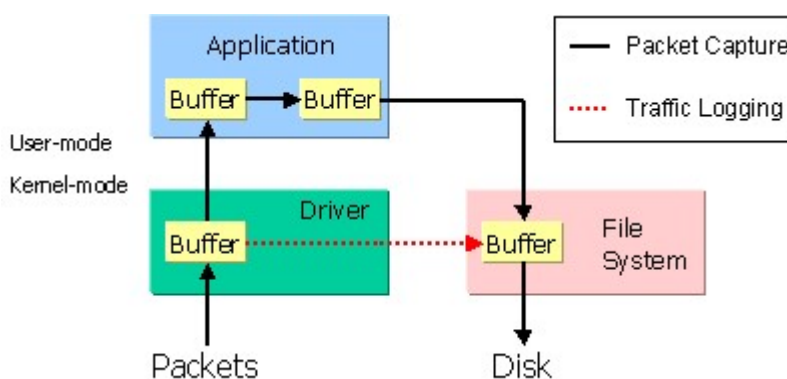 Application
Buffer
Buffer
Packet Capture
Traffic Logging
User-mode
Kernel-mode
Driver
Buffer
Buffer
File
System
Packets
Disk